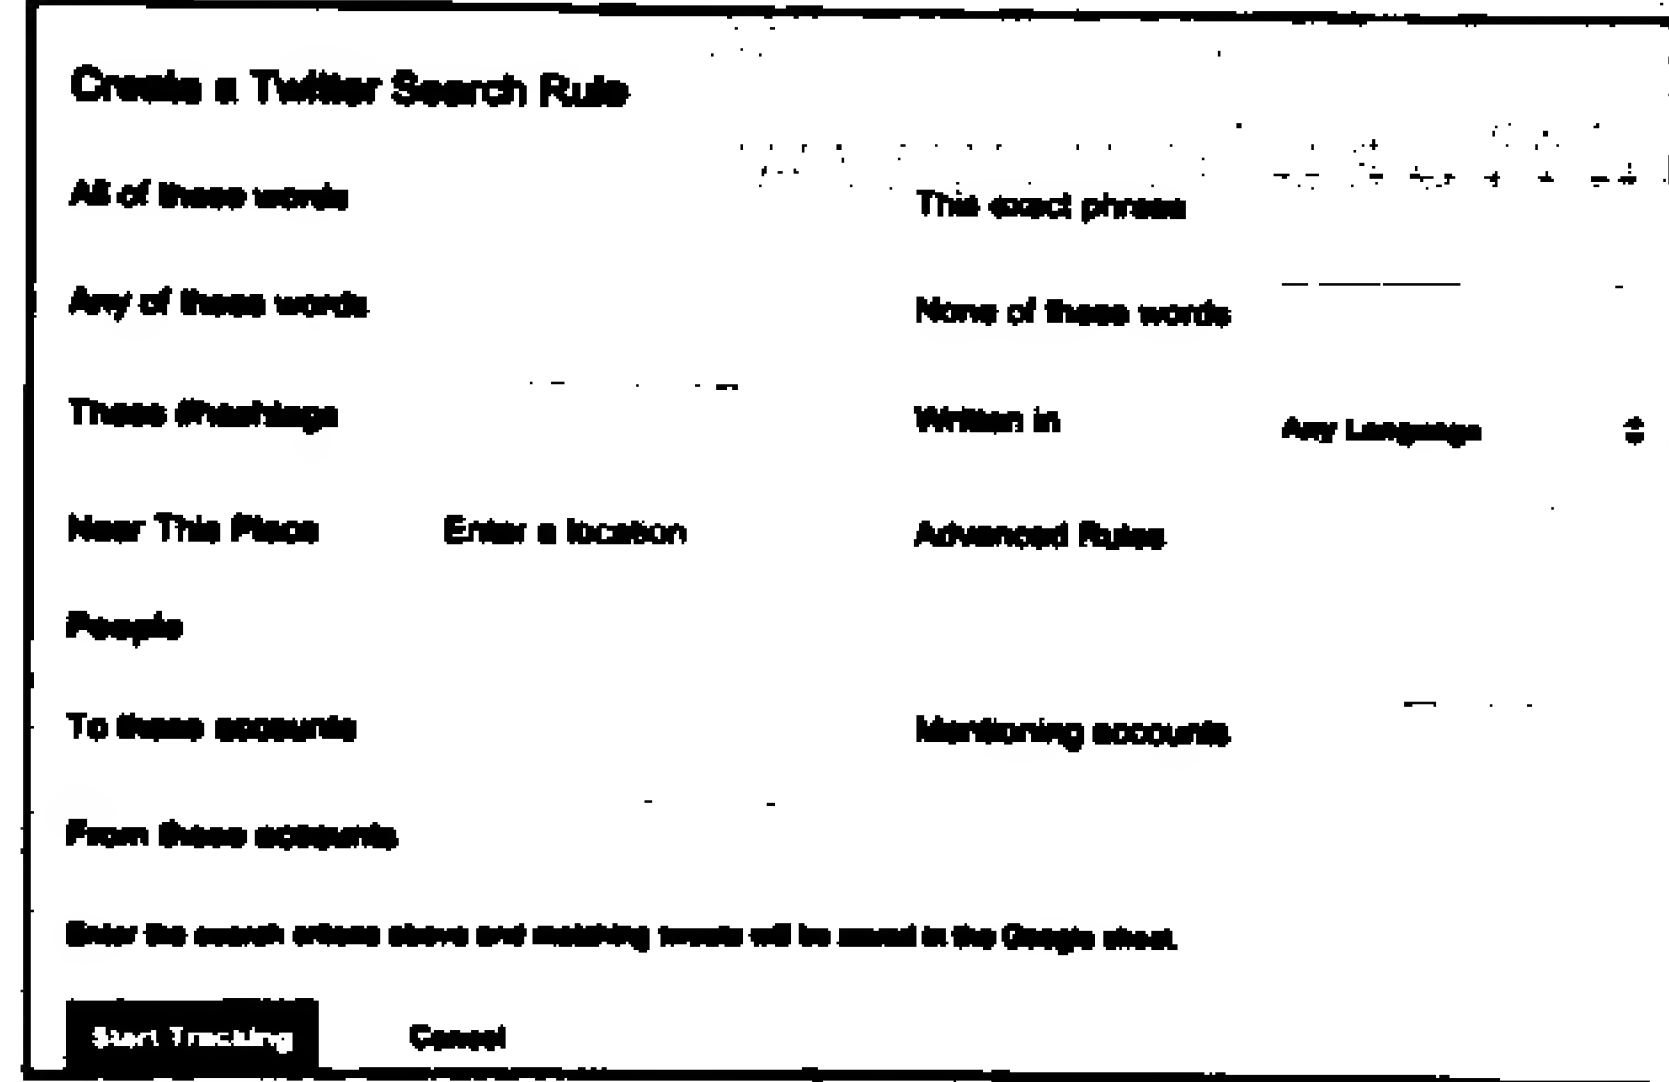 Create a Twitter Search Rule
All of these words
This exact phrase
Any of these words
None of these words
These #hashtags
Written in
Any Language
Near This Place
Enter a location
Advanced Rules
People
To these accounts
Mentioning accounts
From these accounts
Enter the search criteria above and matching tweets will be saved in the Google sheet.
Start Tracking
Cancel